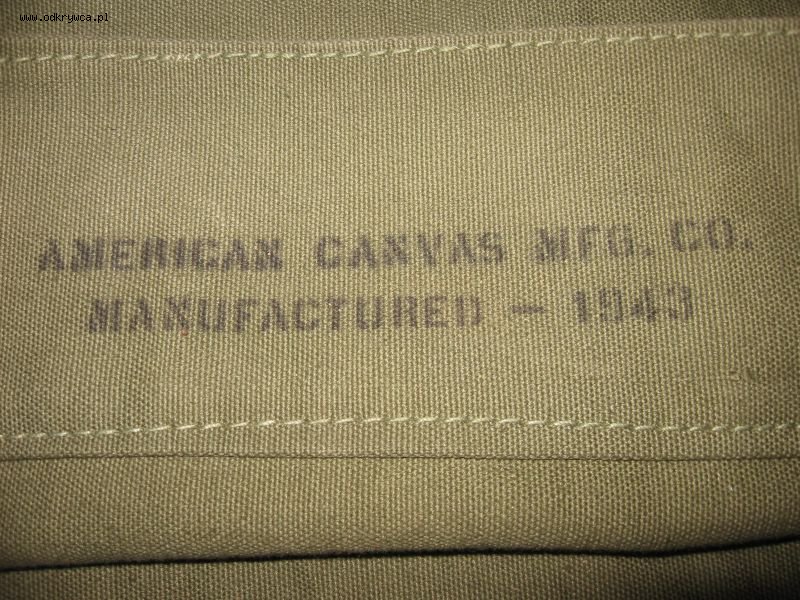 www.odkrywca.pl
AMERICAN CANVAS MFG. CO.
MANUFACTURED - 1943